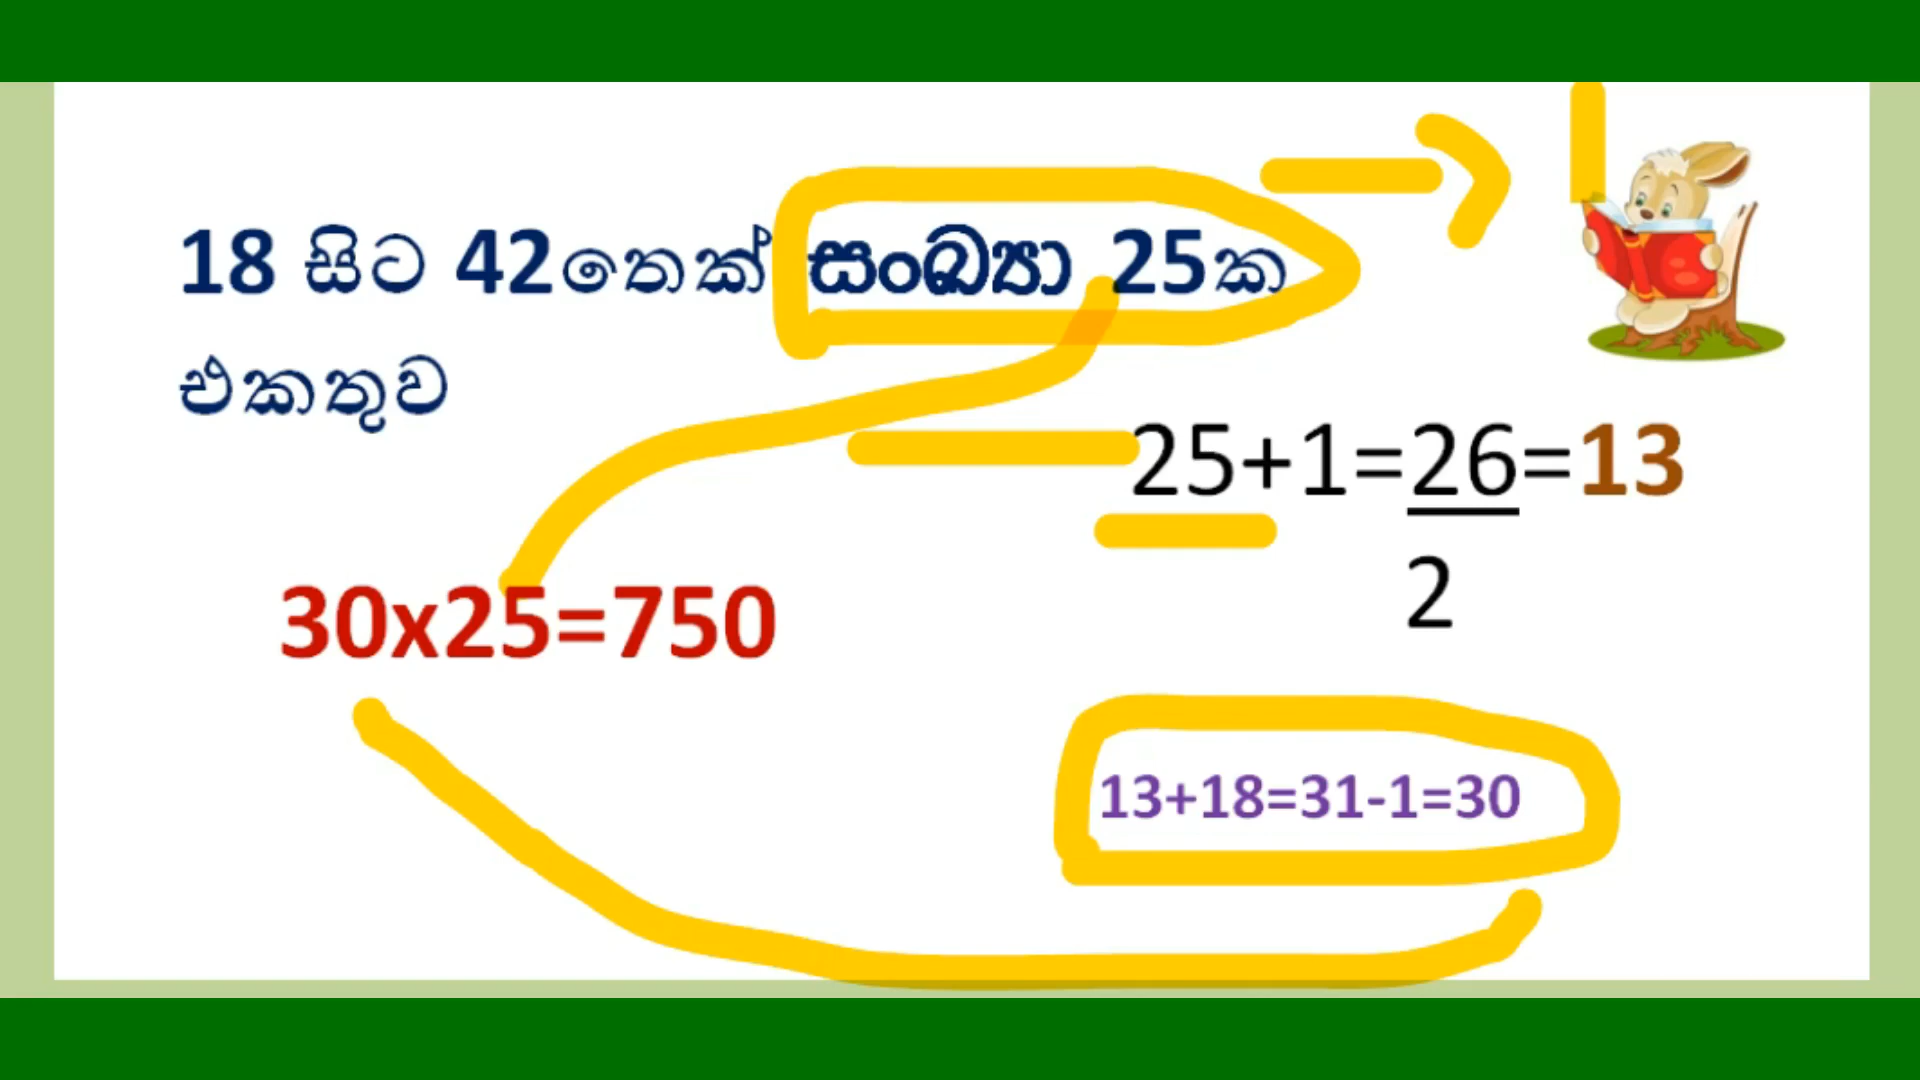 18 සිට 42තෙක් සංඛ්‍යා 25ක
එකතුව
25+1=26=13
2
30x25=750
13+18=31-1=30